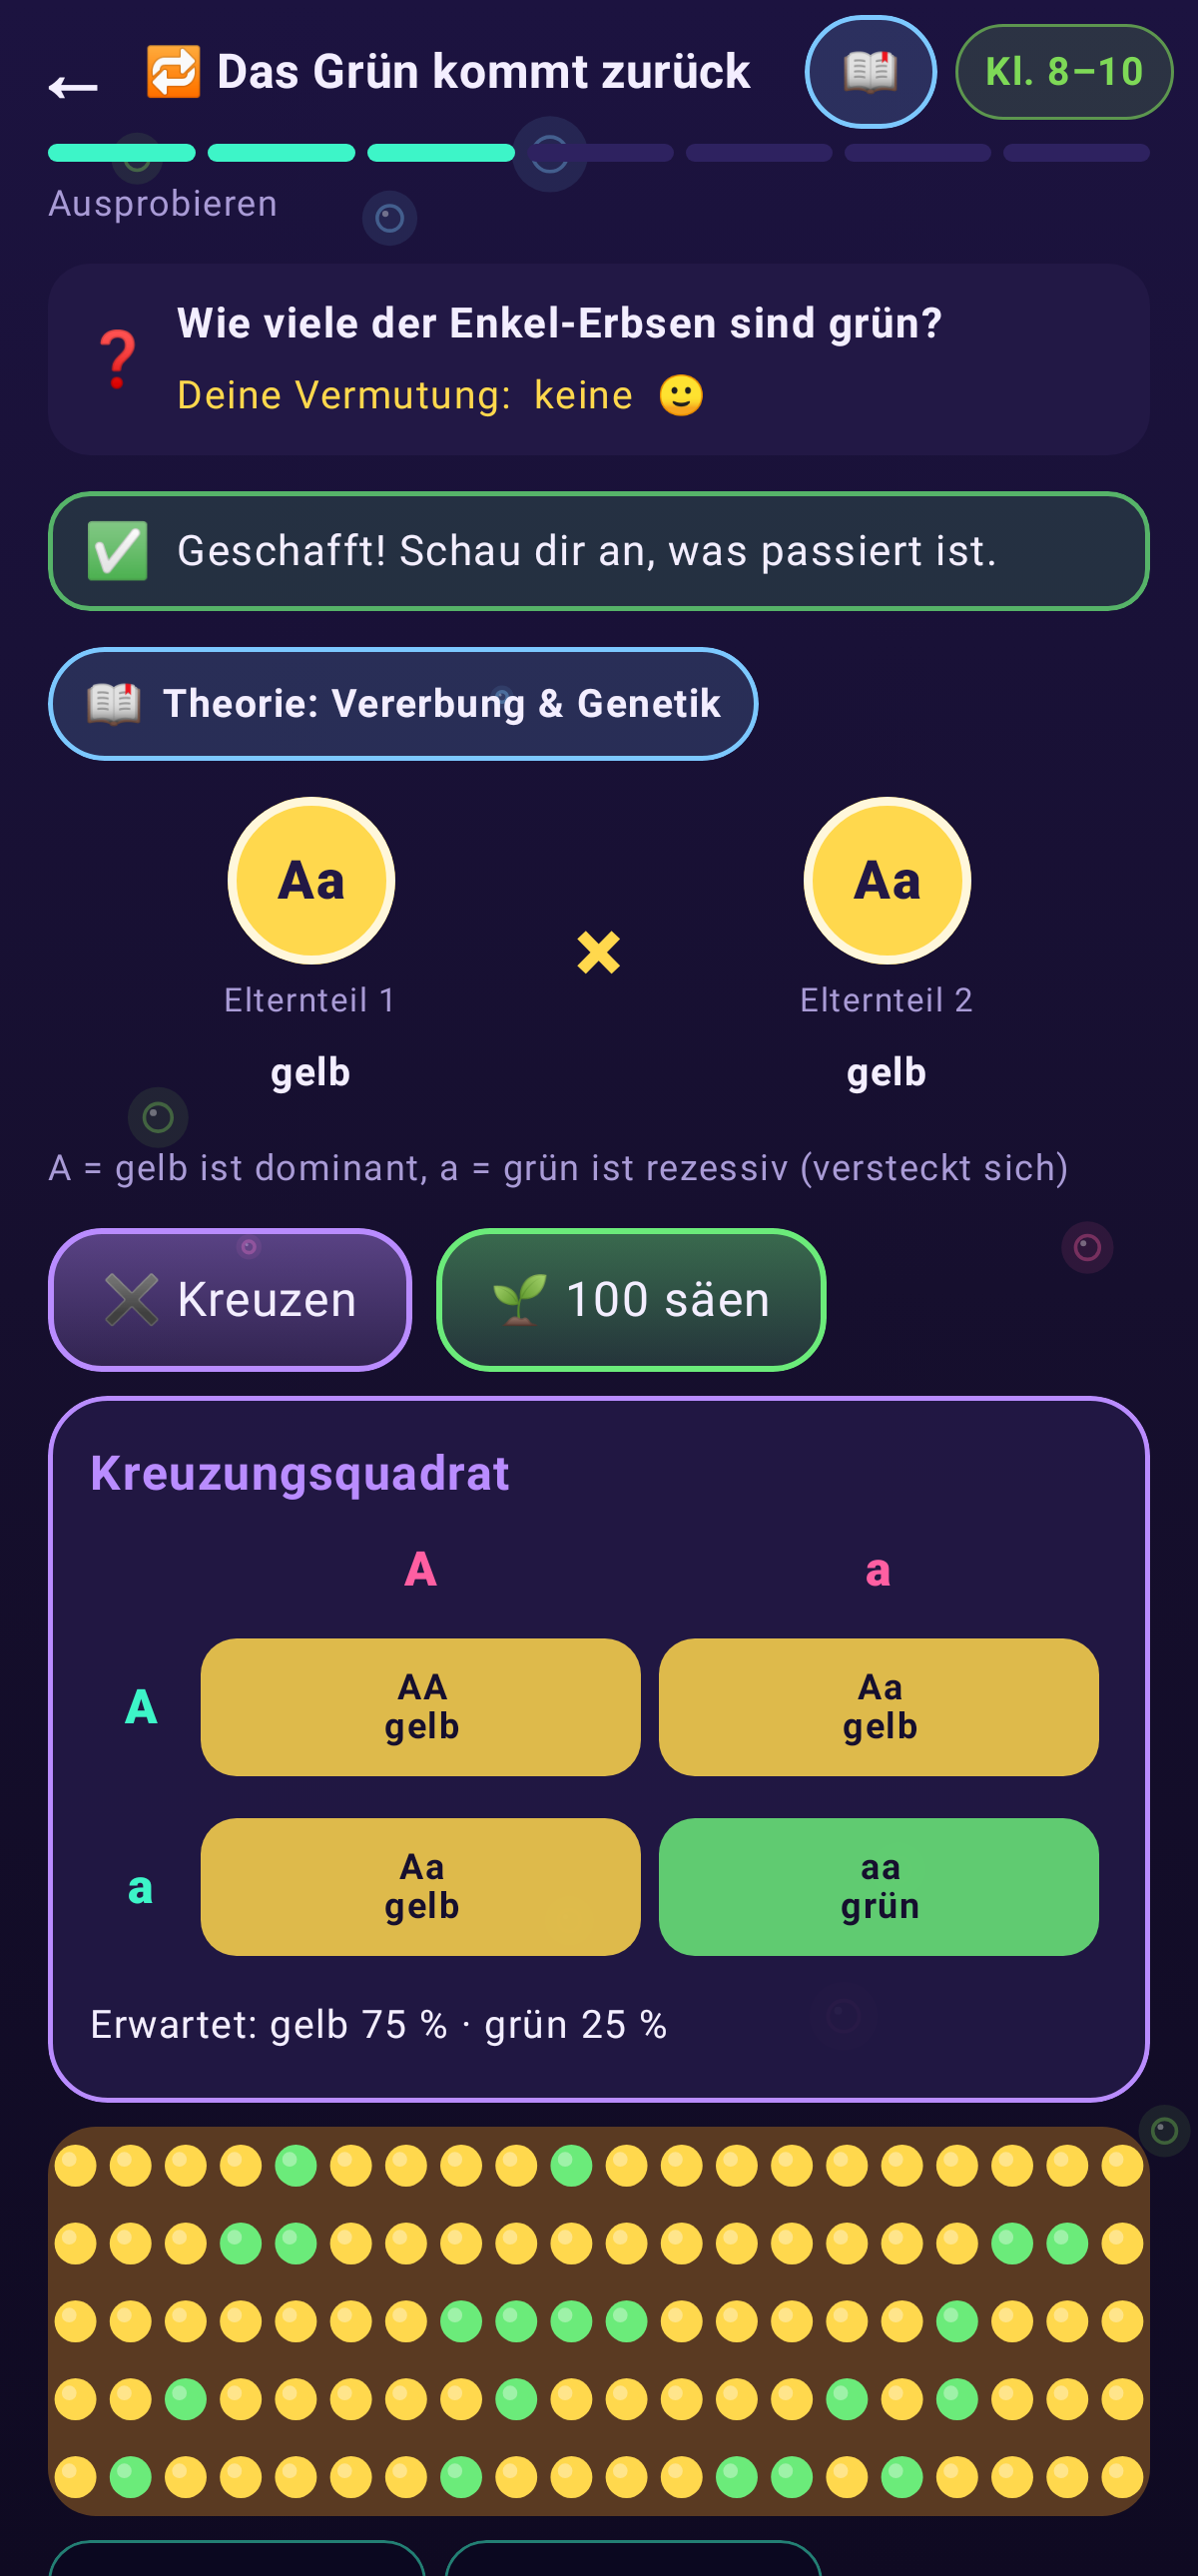 Das Grün kommt zurück
Kl. 8–10
Ausprobieren
Wie viele der Enkel-Erbsen sind grün?
Deine Vermutung: keine
Geschafft! Schau dir an, was passiert ist.
Theorie: Vererbung & Genetik
Aa
Aa
Elternteil 1
Elternteil 2
gelb
gelb
A = gelb ist dominant, a = grün ist rezessiv (versteckt sich)
Kreuzen
100 säen
Kreuzungsquadrat
A
a
A
AA
gelb
Aa
gelb
a
Aa
gelb
aa
grün
Erwartet: gelb 75 % · grün 25 %